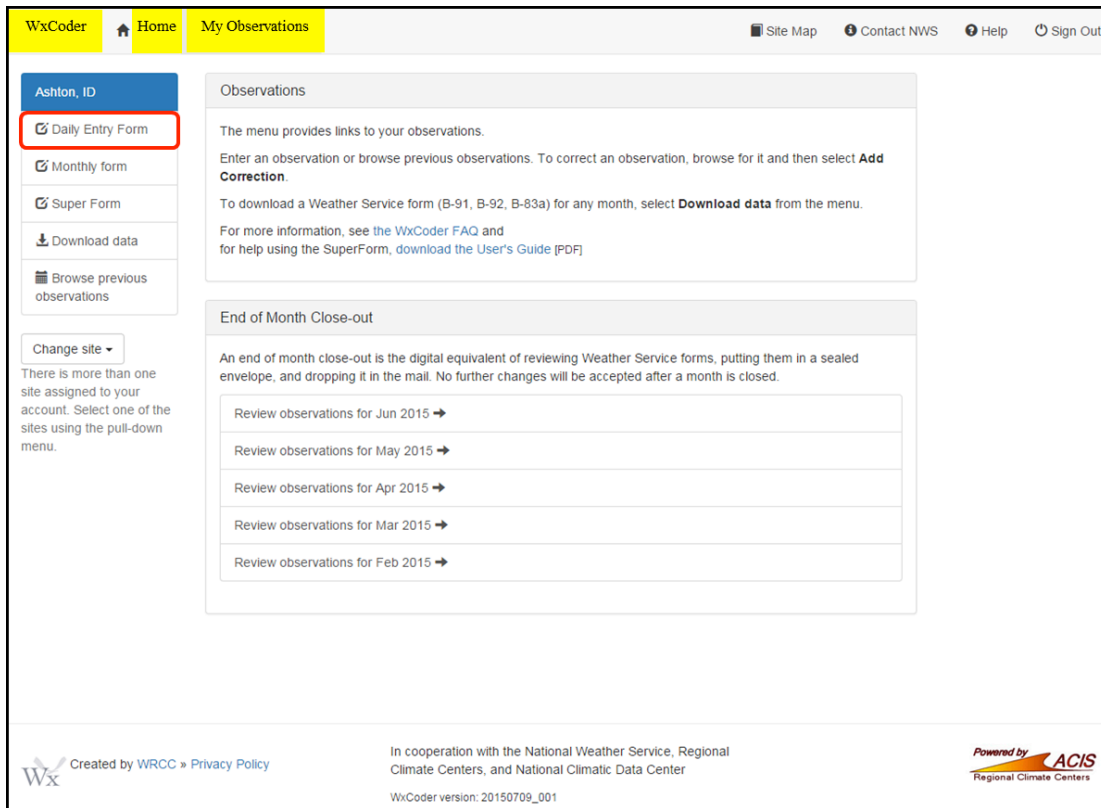 WxCoder Home My Observations Site Map Contact NWS Help Sign Out
Ashton, ID
Daily Entry Form
Monthly form
Super Form
Download data
Browse previous
observations
Change site
There is more than one
site assigned to your
account. Select one of the
sites using the pull-down
menu.
Observations
The menu provides links to your observations.
Enter an observation or browse previous observations. To correct an observation, browse for it and then select Add
Correction.
To download a Weather Service form (B-91, B-92, B-83a) for any month, select Download data from the menu.
For more information, see the WxCoder FAQ and
for help using the SuperForm, download the User's Guide [PDF]
End of Month Close-out
An end of month close-out is the digital equivalent of reviewing Weather Service forms, putting them in a sealed
envelope, and dropping it in the mail. No further changes will be accepted after a month is closed.
Review observations for Jun 2015
Review observations for May 2015
Review observations for Apr 2015
Review observations for Mar 2015
Review observations for Feb 2015
Wx Created by WRCC » Privacy Policy
In cooperation with the National Weather Service, Regional
Climate Centers, and National Climatic Data Center
WxCoder version: 20150709_001
Powered by
ACIS
Regional Climate Centers